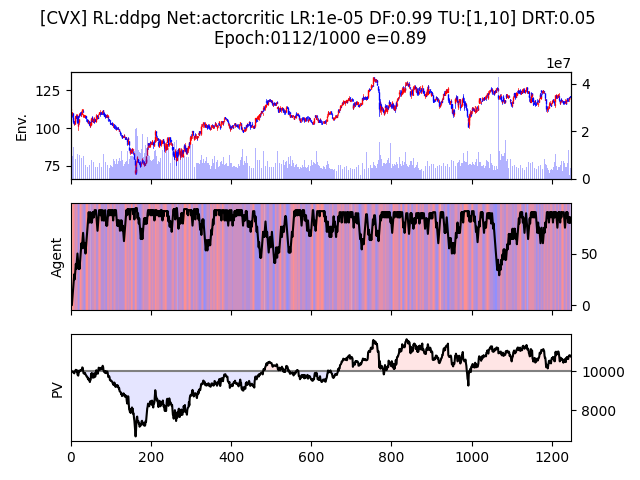 [CVX] RL:ddpg Net:actorcritic LR:1e-05 DF:0.99 TU:[1,10] DRT:0.05
Epoch:0112/1000 e=0.89
1e7
125
100
75
Env.
4
2
0
Agent
50
0
PV
10000
8000
0 200 400 600 800 1000 1200